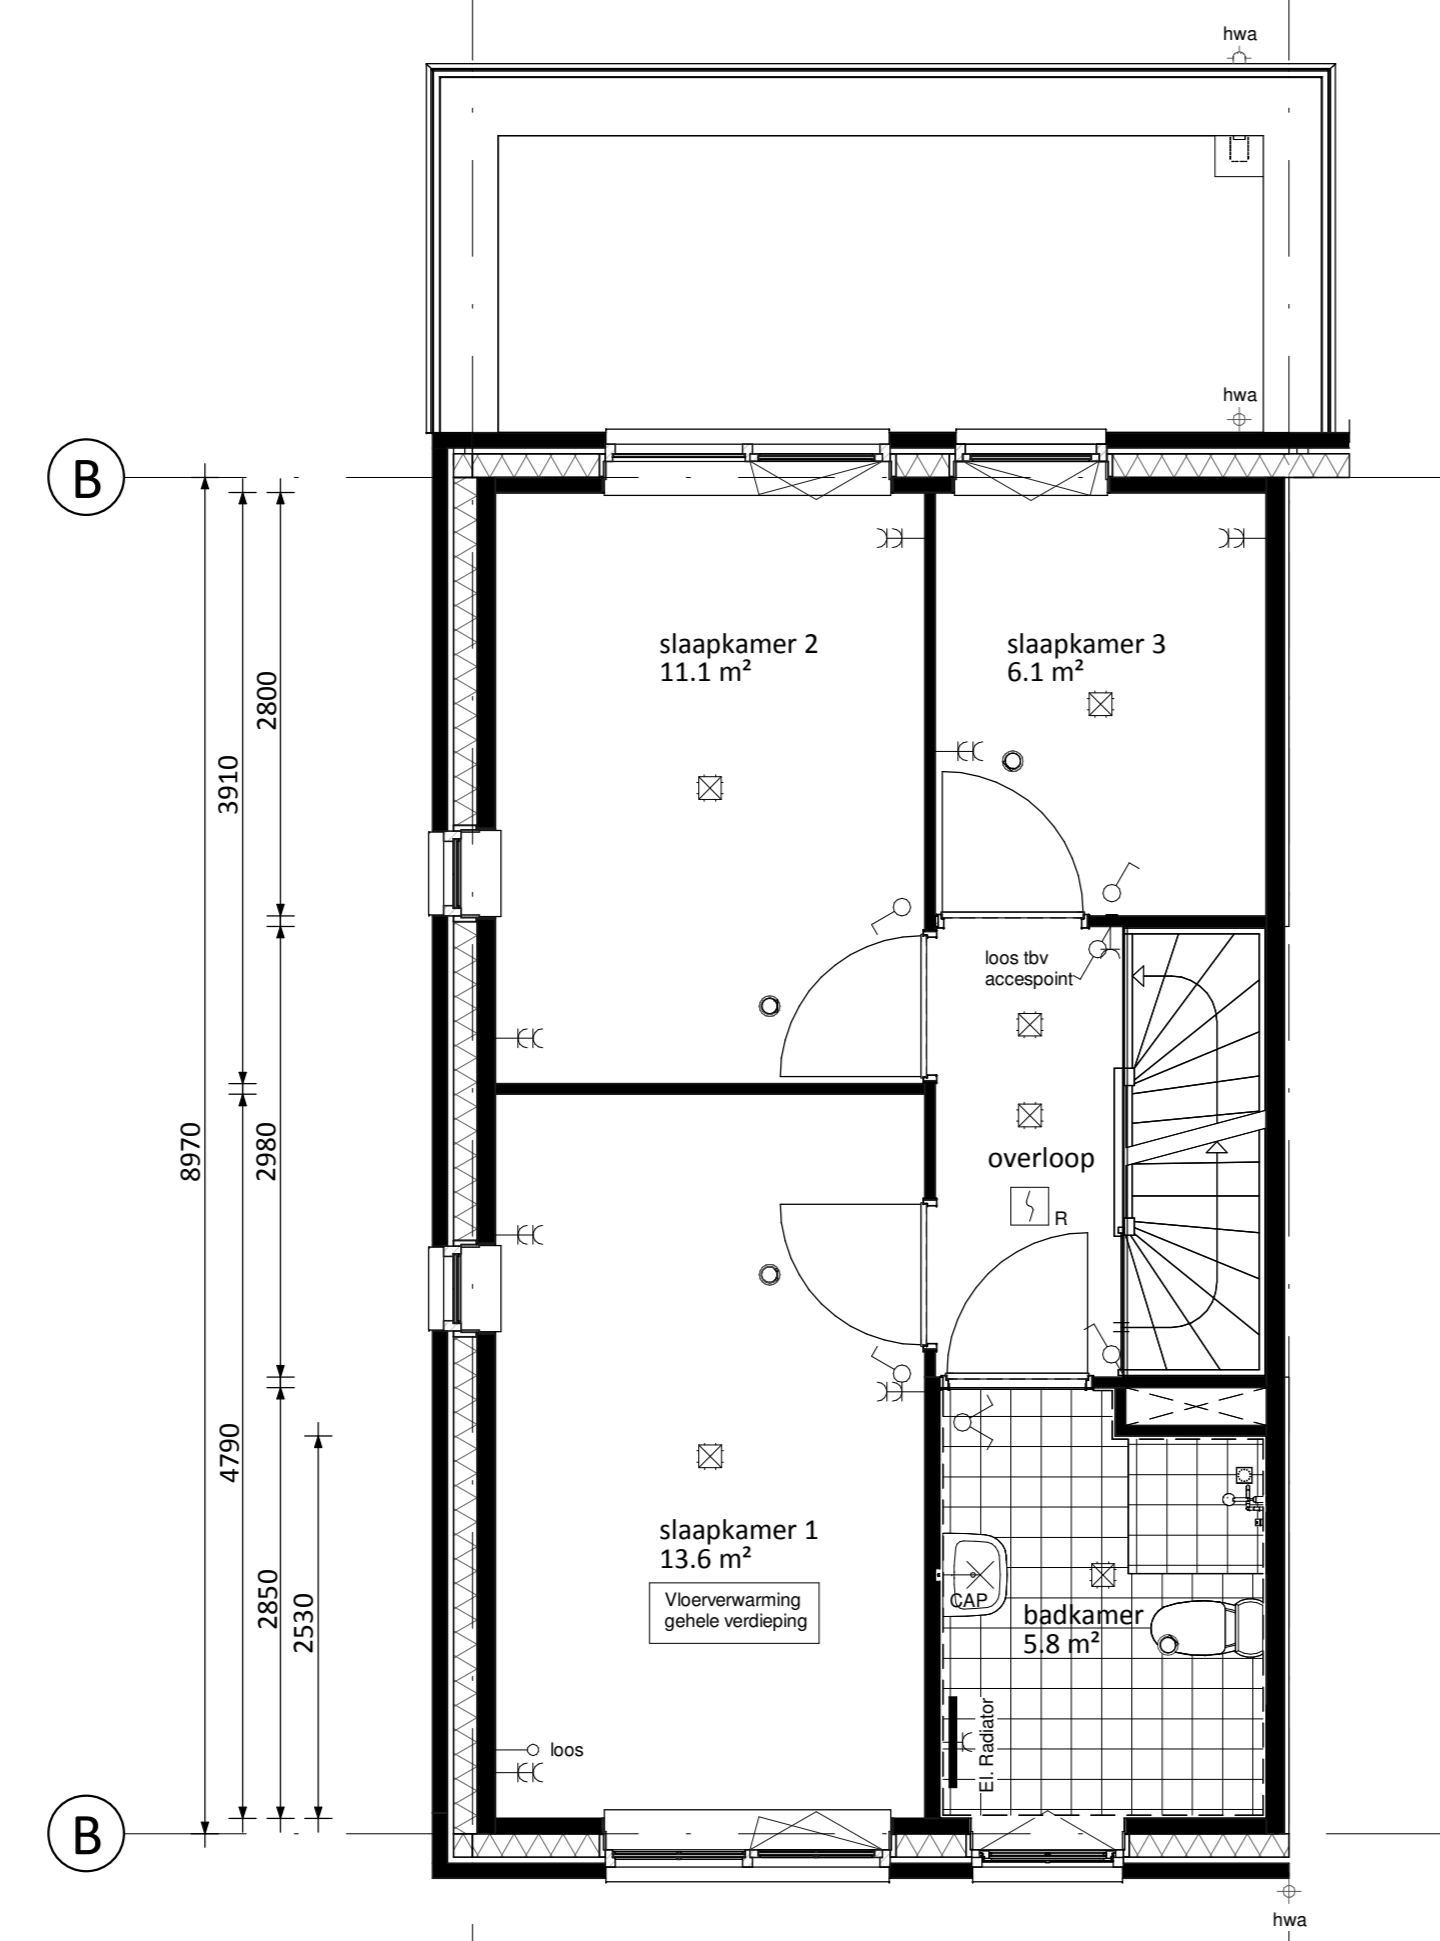 hwa
hwa
B
slaapkamer 2
11.1 m²
slaapkamer 3
6.1 m²
2800
3910
loos tbv
accespoint
8970
2980
overloop
R
4790
slaapkamer 1
13.6 m²
Vloerverwarming
gehele verdieping
2850
2530
CAP
badkamer
5.8 m²
El. Radiator
loos
B
hwa